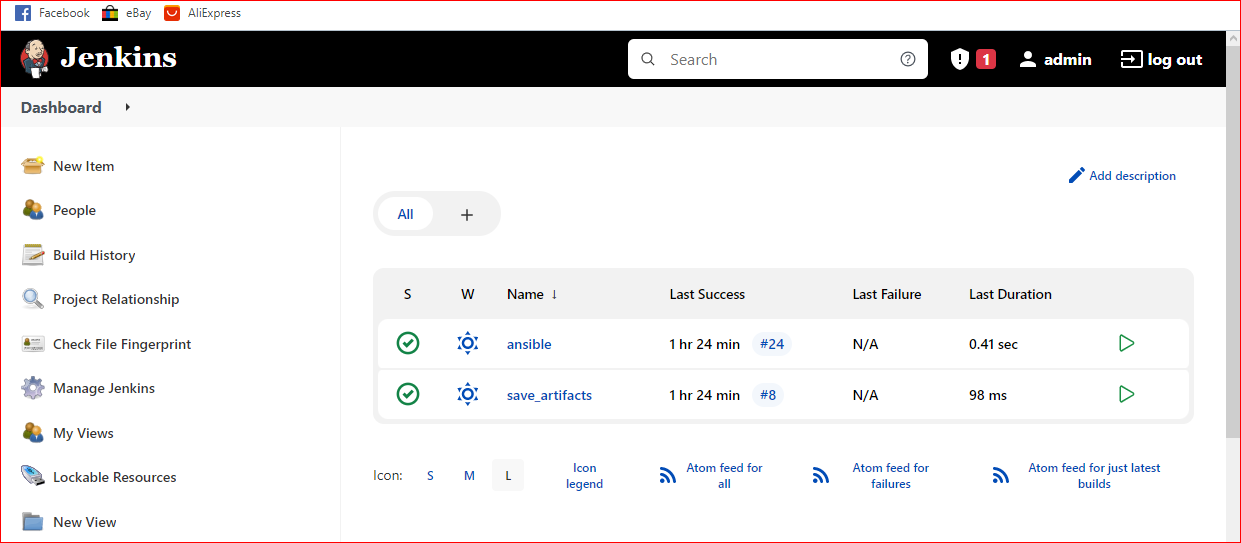 Facebook eBay AliExpress
Jenkins Search 1 admin log out
Dashboard
New Item
People
Build History
Project Relationship
Check File Fingerprint
Manage Jenkins
My Views
Lockable Resources
New View
Add description
All +
S W Name ↓ Last Success Last Failure Last Duration
ansible 1 hr 24 min #24 N/A 0.41 sec
save_artifacts 1 hr 24 min #8 N/A 98 ms
Icon: S M L
Icon legend
Atom feed for all
Atom feed for failures
Atom feed for just latest builds